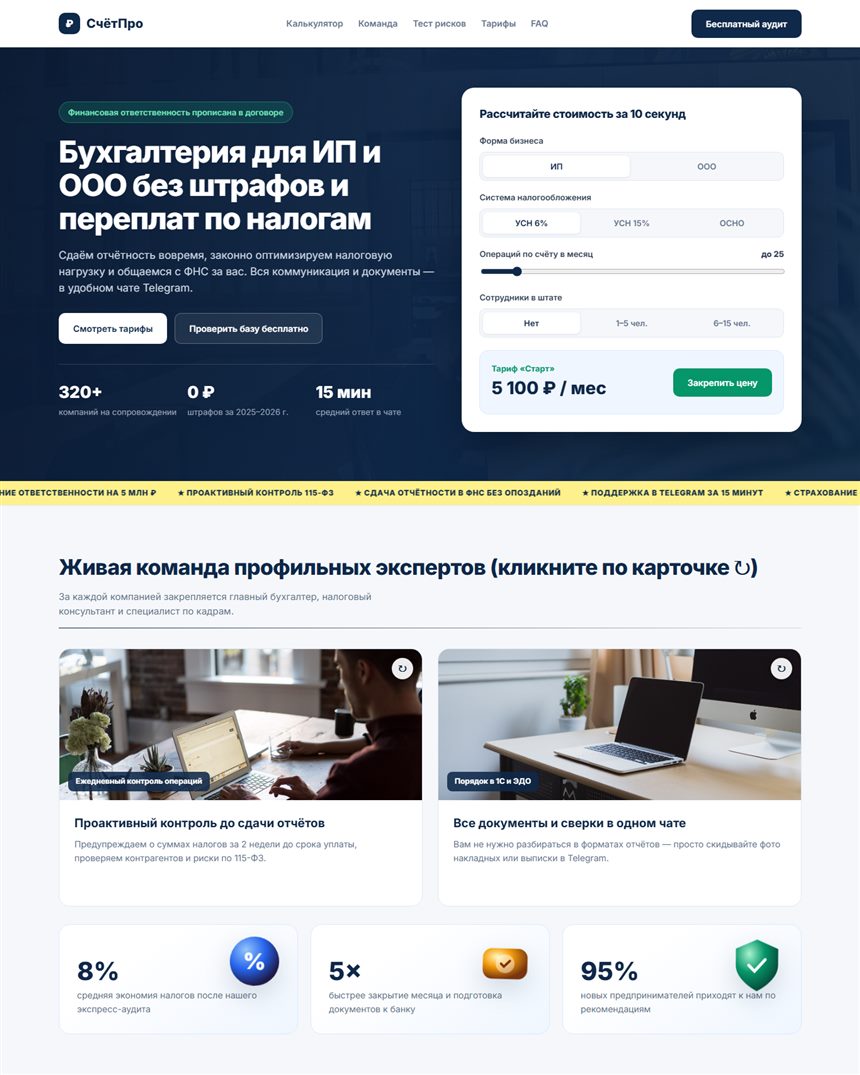 ₽ СчётПро
Калькулятор Команда Тест рисков Тарифы FAQ
Бесплатный аудит
Финансовая ответственность прописана в договоре
Бухгалтерия для ИП и
ООО без штрафов и
переплат по налогам
Сдаём отчётность вовремя, законно оптимизируем налоговую
нагрузку и общаемся с ФНС за вас. Вся коммуникация и документы —
в удобном чате Telegram.
Смотреть тарифы
Проверить базу бесплатно
320+
компаний на сопровождении
0 ₽
штрафов за 2025–2026 г.
15 мин
средний ответ в чате
Рассчитайте стоимость за 10 секунд
Форма бизнеса
ИП ООО
Система налогообложения
УСН 6% УСН 15% ОСНО
Операций по счёту в месяц до 25
Сотрудники в штате
Нет 1–5 чел. 6–15 чел.
Тариф «Старт»
5 100 ₽ / мес
Закрепить цену
НИЕ ОТВЕТСТВЕННОСТИ НА 5 МЛН ₽ ★ ПРОАКТИВНЫЙ КОНТРОЛЬ 115-ФЗ ★ СДАЧА ОТЧЁТНОСТИ В ФНС БЕЗ ОПОЗДАНИЙ ★ ПОДДЕРЖКА В TELEGRAM ЗА 15 МИНУТ ★ СТРАХОВАНИЕ
Живая команда профильных экспертов (кликните по карточке ↻)
За каждой компанией закрепляется главный бухгалтер, налоговый
консультант и специалист по кадрам.
↻
Ежедневный контроль операций
Проактивный контроль до сдачи отчётов
Предупреждаем о суммах налогов за 2 недели до срока уплаты,
проверяем контрагентов и риски по 115-ФЗ.
↻
Порядок в 1С и ЭДО
Все документы и сверки в одном чате
Вам не нужно разбираться в форматах отчётов — просто скидывайте фото
накладных или выписки в Telegram.
8%
%
средняя экономия налогов после нашего
экспресс-аудита
5×
быстрее закрытие месяца и подготовка
документов к банку
95%
новых предпринимателей приходят к нам по
рекомендациям